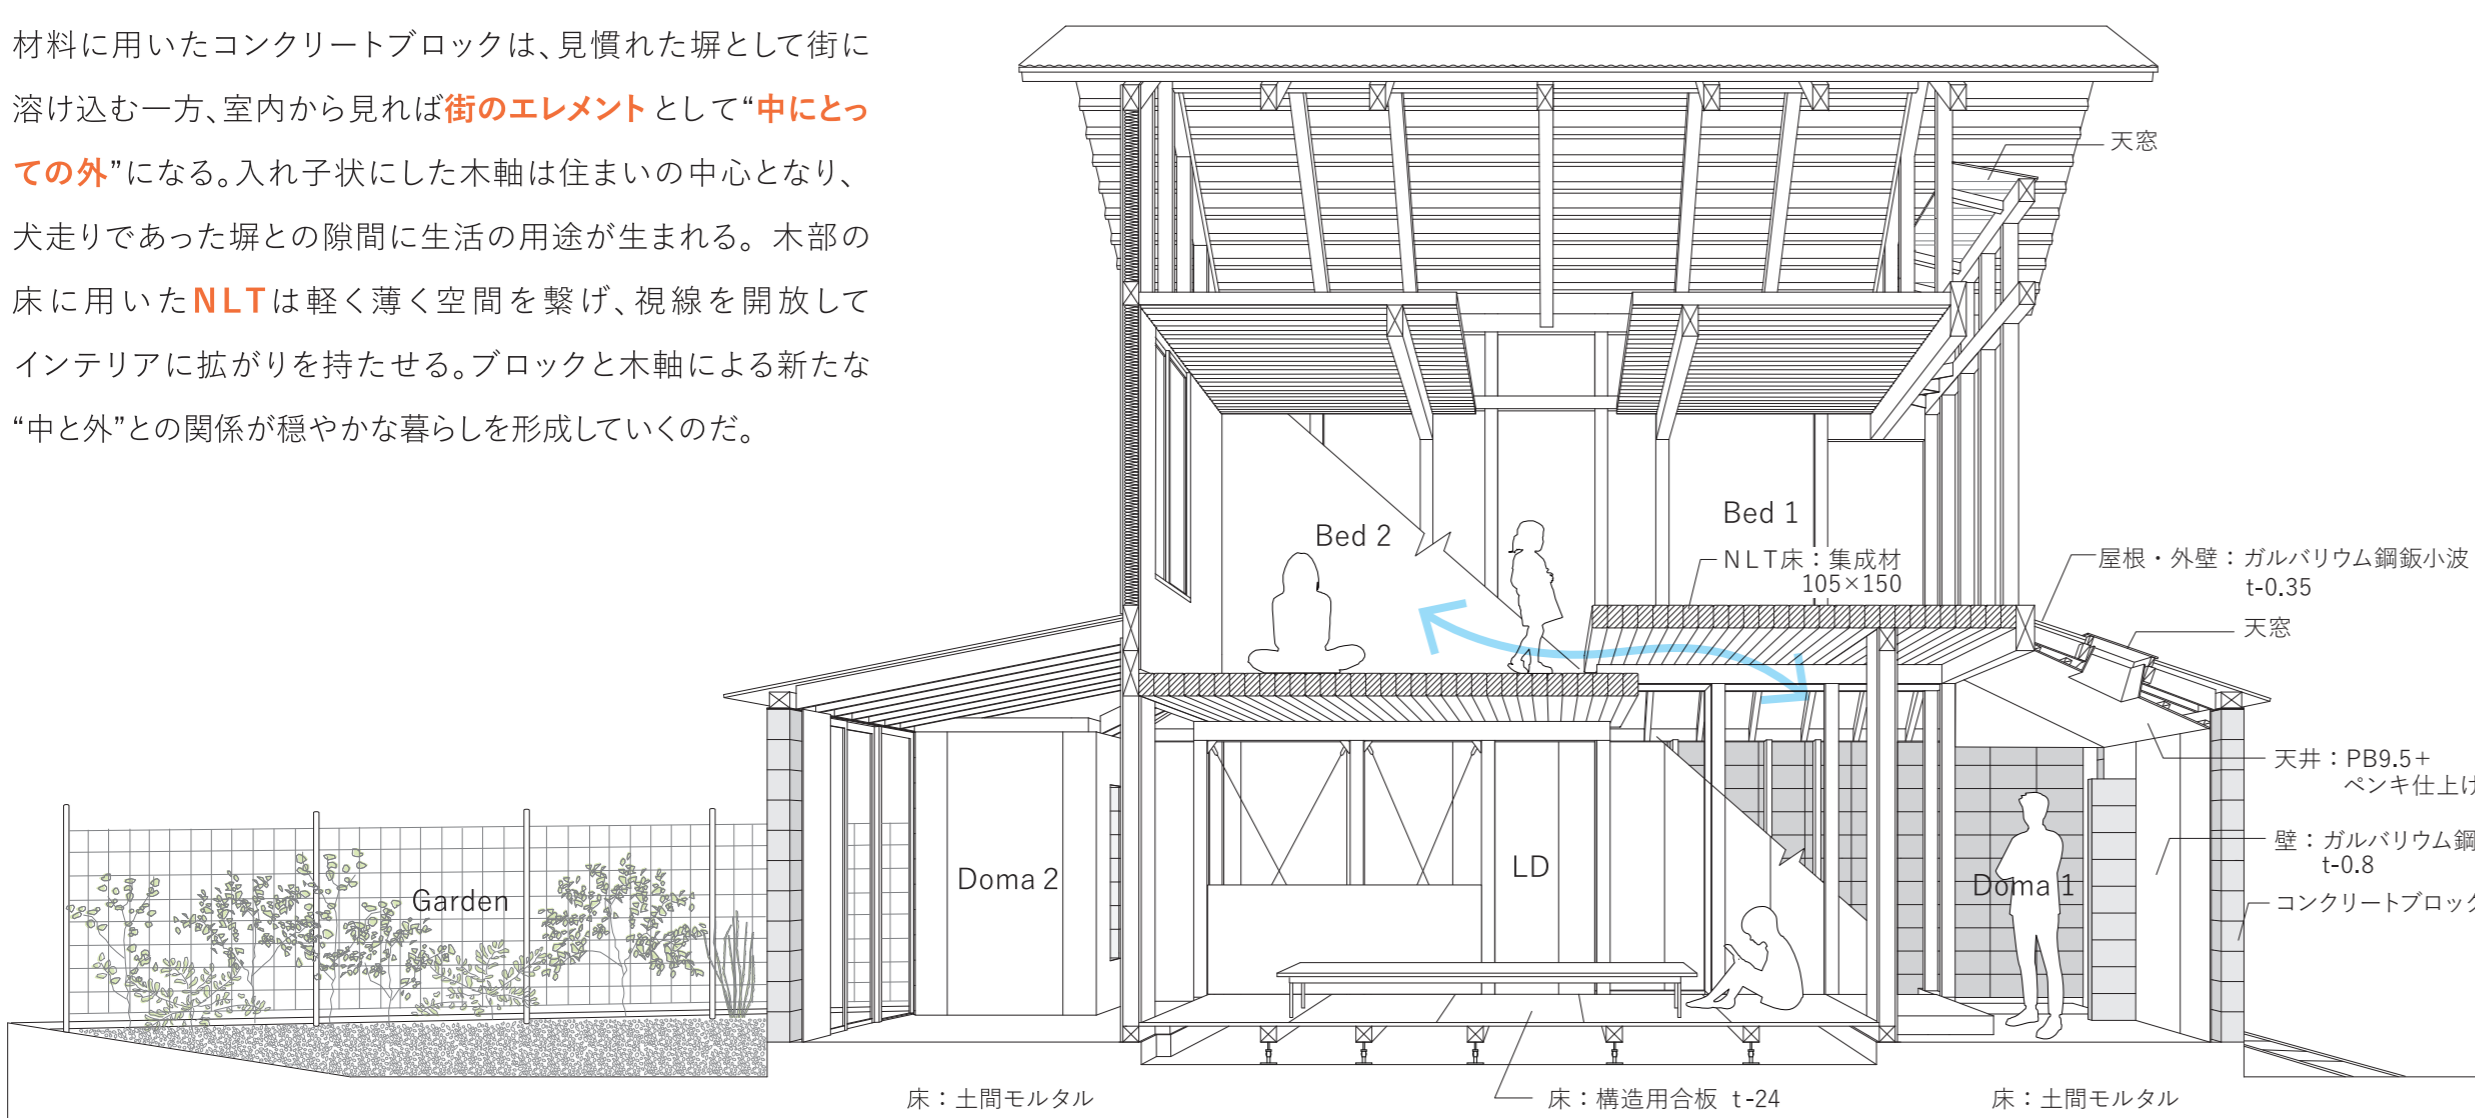 材料に用いたコンクリートブロックは、見慣れた塀として街に
溶け込む一方、室内から見れば街のエレメントとして“中にとっ
ての外”になる。入れ子状にした木軸は住まいの中心となり、
犬走りであった塀との隙間に生活の用途が生まれる。木部の
床に用いたNLTは軽く薄く空間を繋げ、視線を開放して
インテリアに拡がりを持たせる。ブロックと木軸による新たな
“中と外”との関係が穏やかな暮らしを形成していくのだ。
天窓
Bed 2
Bed 1
NLT床：集成材
105×150
屋根・外壁：ガルバリウム鋼鈑小波
t-0.35
天窓
天井：PB9.5+
ペンキ仕上げ
壁：ガルバリウム鋼
t-0.8
コンクリートブロック
Garden
Doma 2
LD
Doma 1
床：土間モルタル
床：構造用合板 t-24
床：土間モルタル